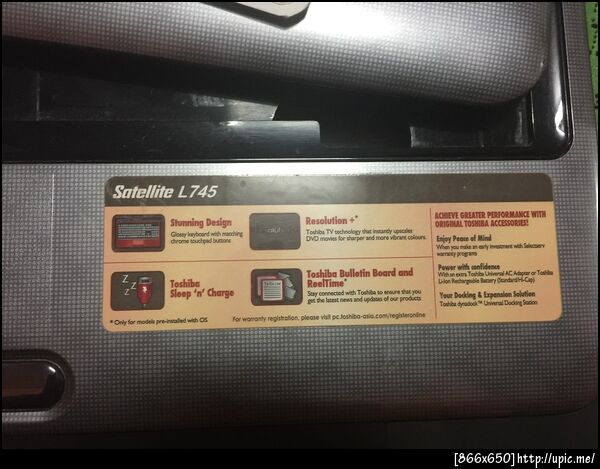 Satellite L745
Stunning Design
Glossy keyboard with matching
chrome touchpad buttons
Resolution +*
Toshiba TV technology that instantly upscales
DVD movies for sharper and more vibrant colours.
Toshiba
Sleep 'n' Charge
Z
Z
Z
Toshiba Bulletin Board and
ReelTime*
Stay connected with Toshiba to ensure that you
get the latest news and updates of our products
* Only for models pre-installed with OS
For warranty registration, please visit pc.toshiba-asia.com/registeronline
ACHIEVE GREATER PERFORMANCE WITH
ORIGINAL TOSHIBA ACCESSORIES!
Enjoy Peace of Mind
When you make an early investment with Selectserv
warranty programs
Power with confidence
With an extra Toshiba Universal AC Adaptor or Toshiba
Li-Ion Rechargeable Battery (Standard/Hi-Cap)
Your Docking & Expansion Solution
Toshiba dynadock™ Universal Docking Station
[866x650]http://upic.me/